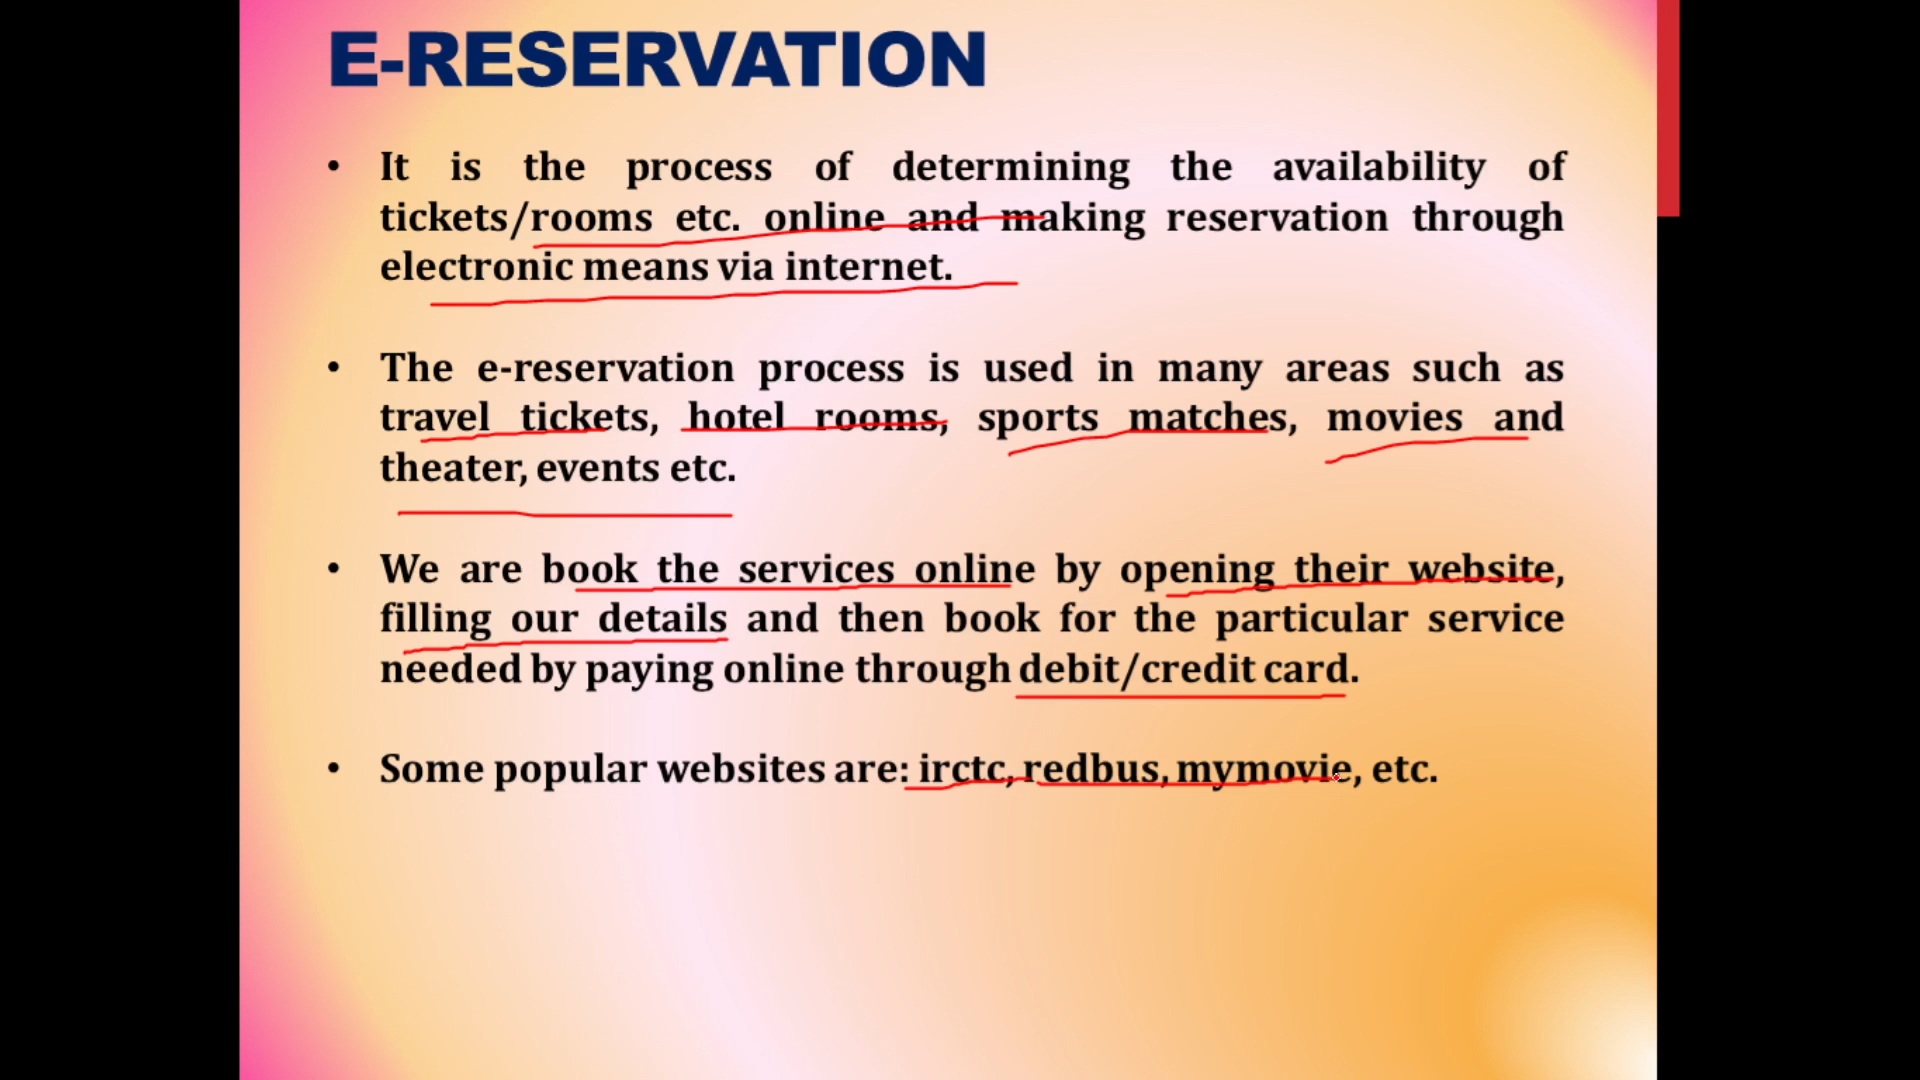 E-RESERVATION
• It is the process of determining the availability of
tickets/rooms etc. online and making reservation through
electronic means via internet.
• The e-reservation process is used in many areas such as
travel tickets, hotel rooms, sports matches, movies and
theater, events etc.
• We are book the services online by opening their website,
filling our details and then book for the particular service
needed by paying online through debit/credit card.
• Some popular websites are: irctc, redbus, mymovie, etc.